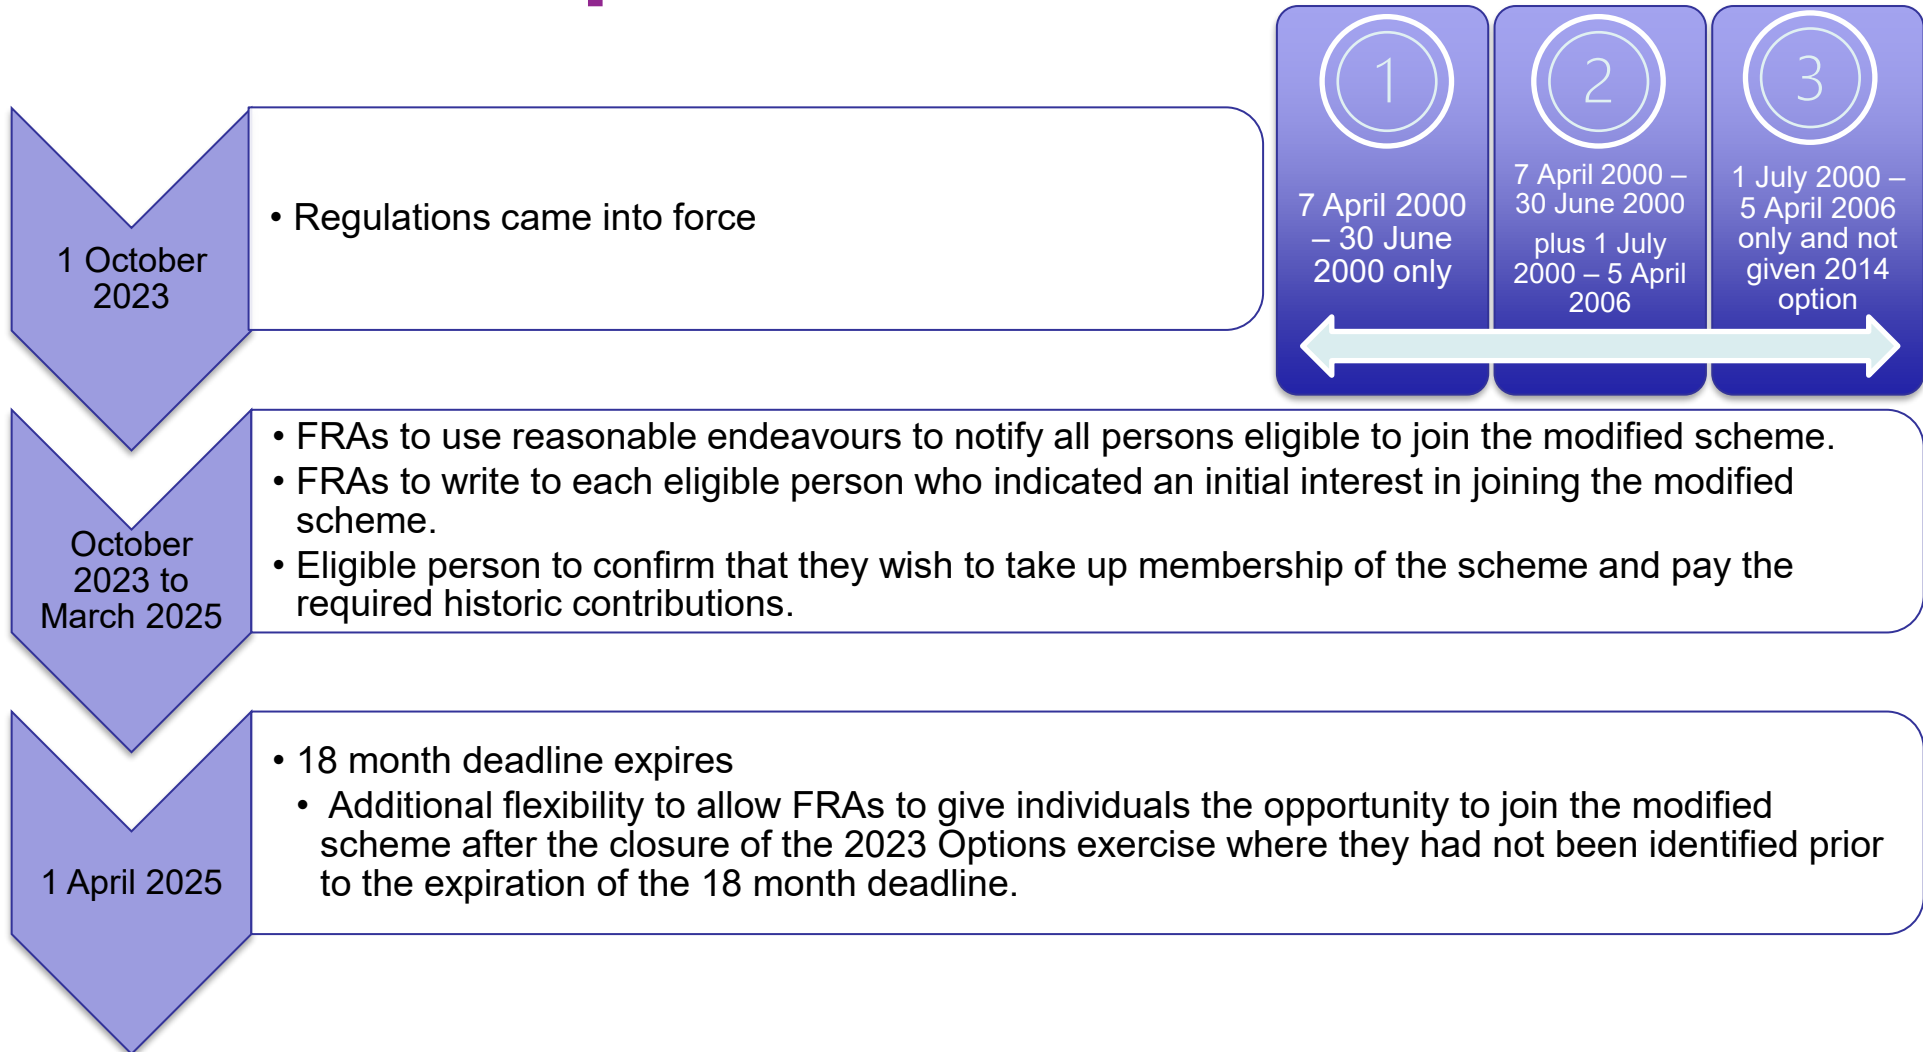 1
2
3
7 April 2000
– 30 June
2000 only
7 April 2000 –
30 June 2000
plus 1 July
2000 – 5 April
2006
1 July 2000 –
5 April 2006
only and not
given 2014
option
1 October
2023
• Regulations came into force
October
2023 to
March 2025
• FRAs to use reasonable endeavours to notify all persons eligible to join the modified scheme.
• FRAs to write to each eligible person who indicated an initial interest in joining the modified
scheme.
• Eligible person to confirm that they wish to take up membership of the scheme and pay the
required historic contributions.
1 April 2025
• 18 month deadline expires
• Additional flexibility to allow FRAs to give individuals the opportunity to join the modified
scheme after the closure of the 2023 Options exercise where they had not been identified prior
to the expiration of the 18 month deadline.